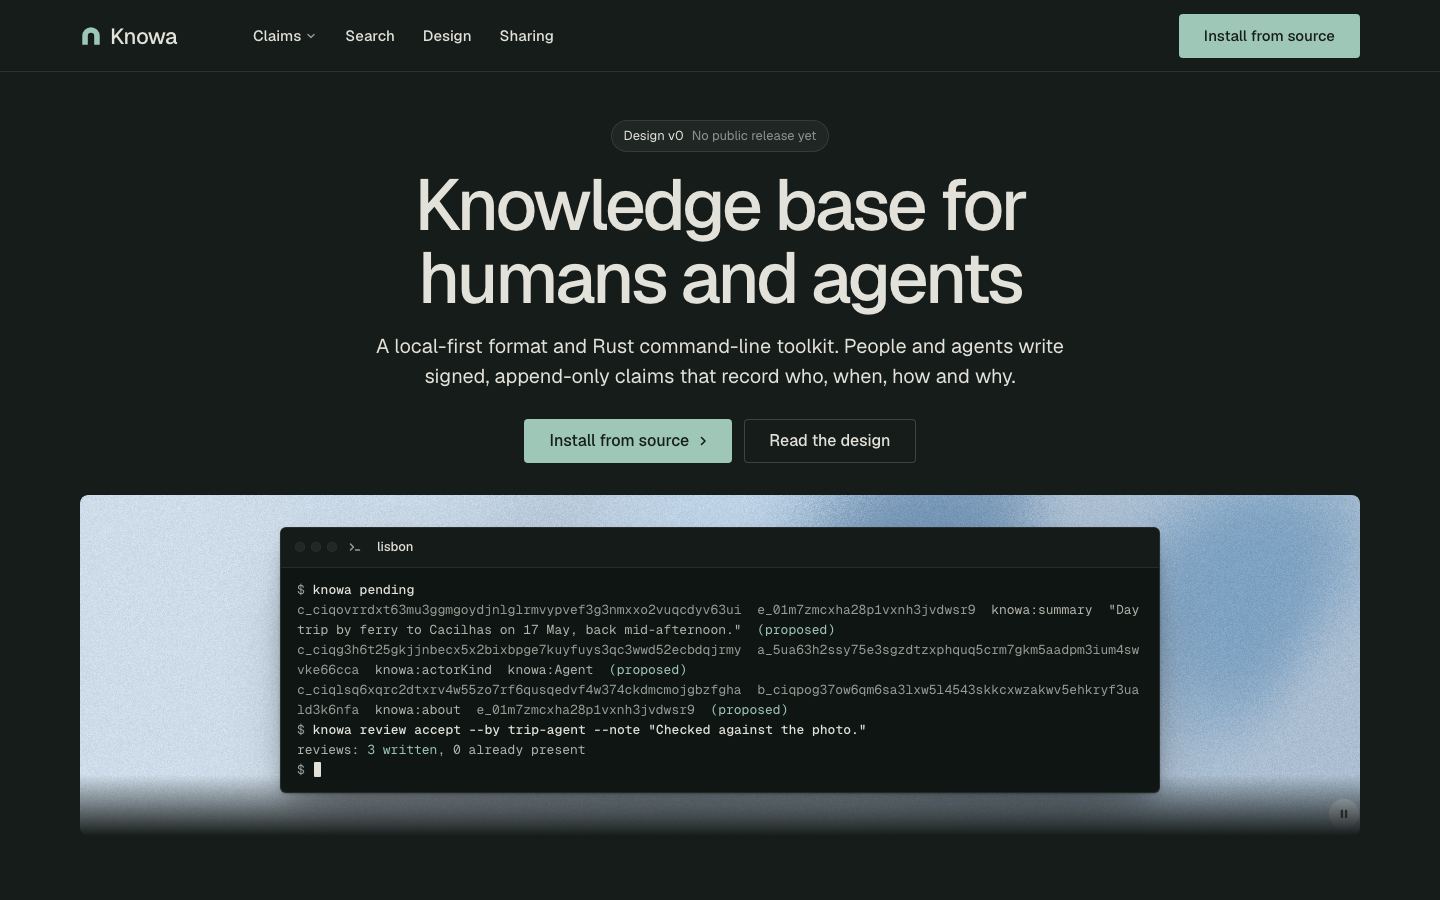 Knowa
Claims
Search
Design
Sharing
Install from source
Design v0 No public release yet
Knowledge base for
humans and agents
A local-first format and Rust command-line toolkit. People and agents write
signed, append-only claims that record who, when, how and why.
Install from source
Read the design
lisbon
$ knowa pending
c_ciqovrrdxt63mu3ggmgoydjnlglrmvypvef3g3nmxxo2vuqcdyv63ui e_01m7zmcxha28p1vxnh3jvdwsr9 knowa:summary "Day
trip by ferry to Cacilhas on 17 May, back mid-afternoon." (proposed)
c_ciqg3h6t25gkjjnbecx5x2bixbpge7kuyfuys3qc3wwd52ecbdqjrmy a_5ua63h2ssy75e3sgzdtzxphquq5crm7gkm5aadpm3ium4sw
vke66cca knowa:actorKind knowa:Agent (proposed)
c_ciqlsq6xqrc2dtxrv4w55zo7rf6qusqedvf4w374ckdmcmojgbzfgha b_ciqpog37ow6qm6sa3lxw5l4543skkcxwzakwv5ehkryf3ua
ld3k6nfa knowa:about e_01m7zmcxha28p1vxnh3jvdwsr9 (proposed)
$ knowa review accept --by trip-agent --note "Checked against the photo."
reviews: 3 written, 0 already present
$